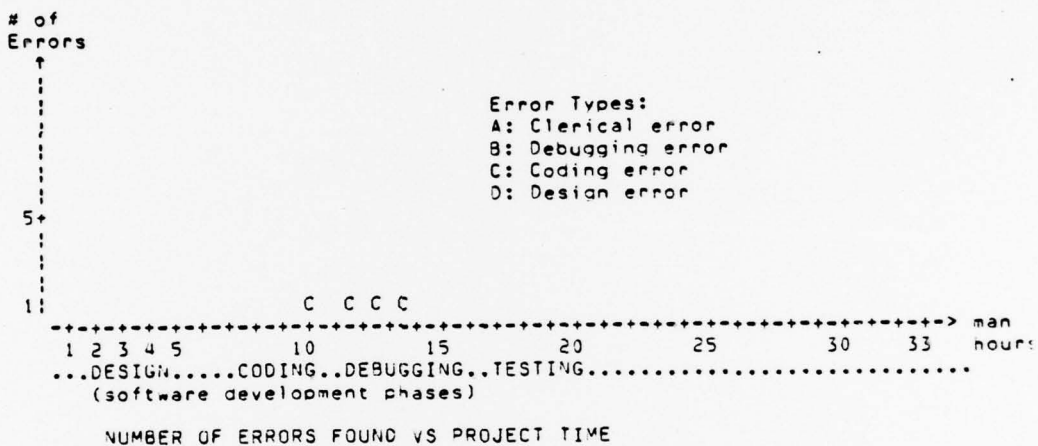 # of
Errors
Error Types:
A: Clerical error
B: Debugging error
C: Coding error
D: Design error
5+
1
C C C C
-+-+-+-+-+-+-+-+-+-+-+-+-+-+-+-+-+-+-+-+-+-+-+-+-+-+-+-+-+-+-+-+-+-> man
1 2 3 4 5 10 15 20 25 30 33 hours
...DESIGN.....CODING..DEBUGGING..TESTING............................
(software development phases)
NUMBER OF ERRORS FOUND VS PROJECT TIME